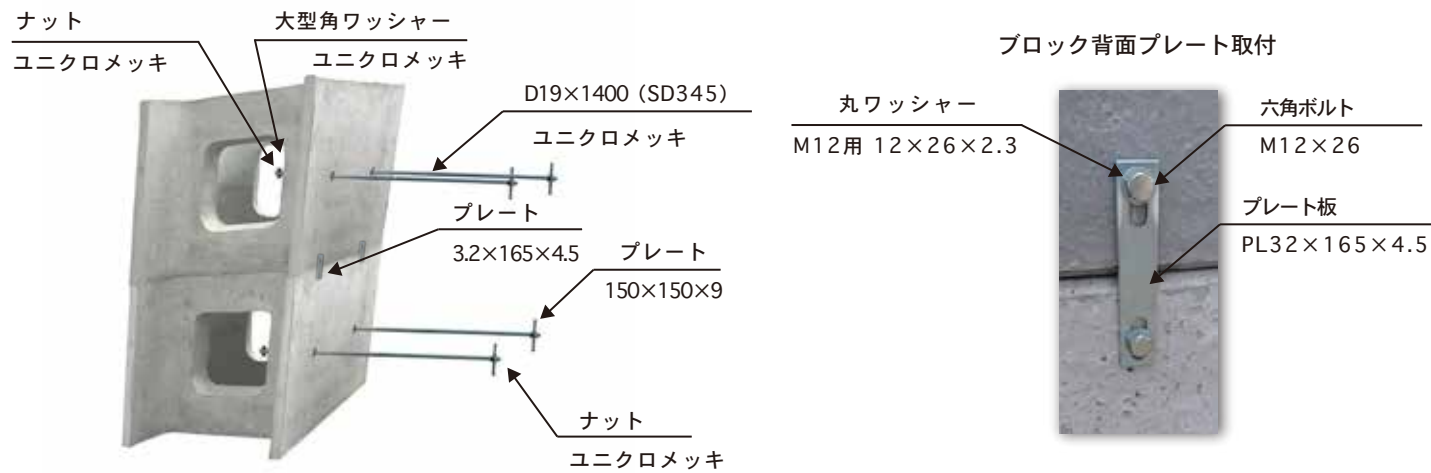 ナット
ユニクロメッキ
大型角ワッシャー
ユニクロメッキ
D19×1400（SD345）
ユニクロメッキ
プレート
3.2×165×4.5
プレート
150×150×9
ナット
ユニクロメッキ
ブロック背面プレート取付
丸ワッシャー
M12用 12×26×2.3
六角ボルト
M12×26
プレート板
PL32×165×4.5